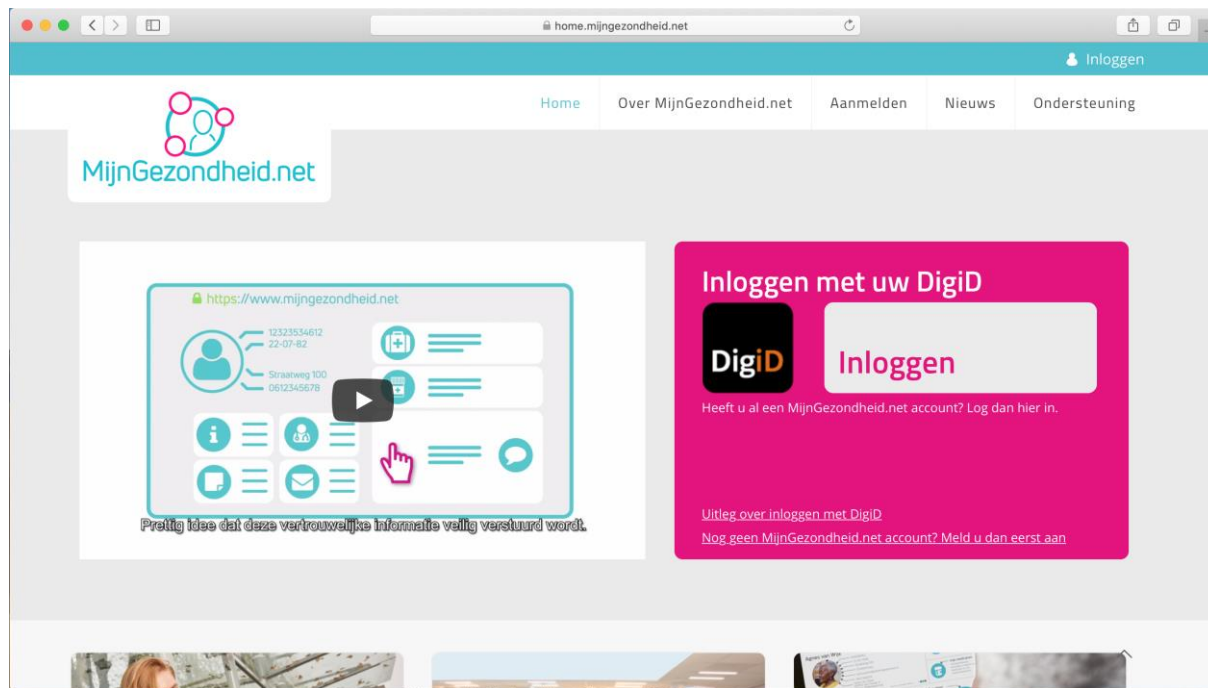 home.mijngezondheid.net
Inloggen
Home Over MijnGezondheid.net Aanmelden Nieuws Ondersteuning
MijnGezondheid.net
https://www.mijngezondheid.net
12323534612
22-07-82
Straatweg 100
0612345678
Prettig idee dat deze vertrouwelijke informatie veilig verstuurd wordt.
Inloggen met uw DigiD
DigiD Inloggen
Heeft u al een MijnGezondheid.net account? Log dan hier in.
Uitleg over inloggen met DigiD
Nog geen MijnGezondheid.net account? Meld u dan eerst aan